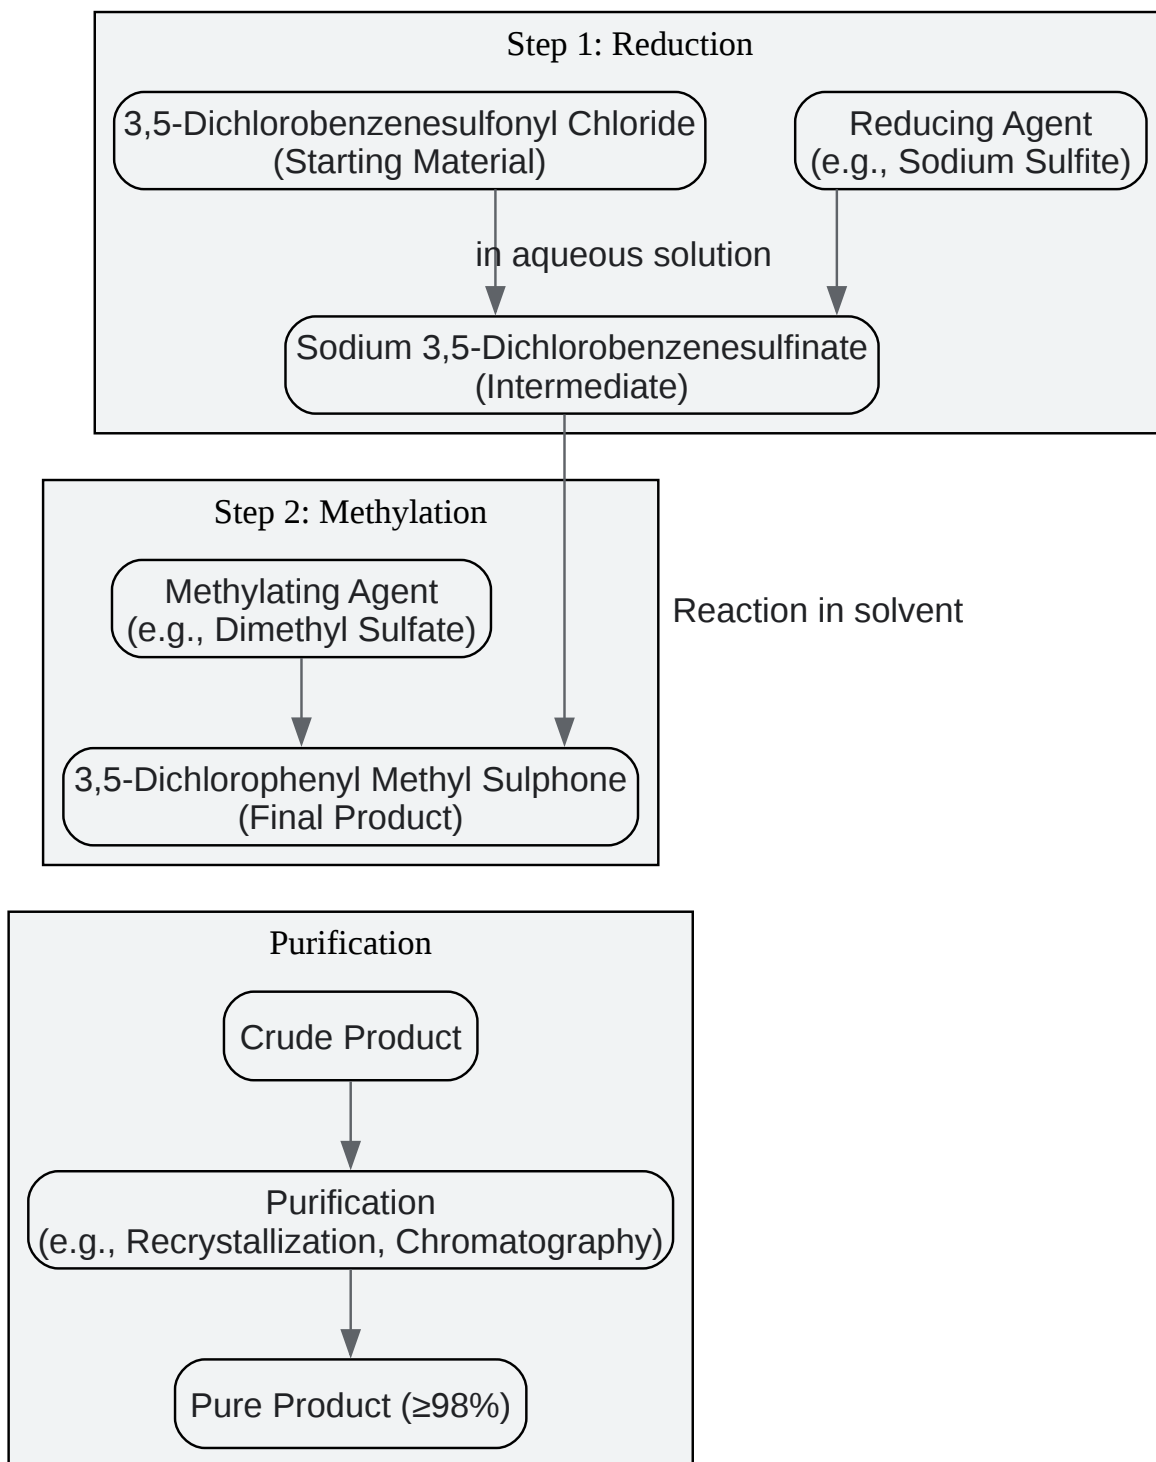 Step 1: Reduction
3,5-Dichlorobenzenesulfonyl Chloride
(Starting Material)
Reducing Agent
(e.g., Sodium Sulfite)
in aqueous solution
Sodium 3,5-Dichlorobenzenesulfinate
(Intermediate)
Step 2: Methylation
Methylating Agent
(e.g., Dimethyl Sulfate)
Reaction in solvent
3,5-Dichlorophenyl Methyl Sulphone
(Final Product)
Purification
Crude Product
Purification
(e.g., Recrystallization, Chromatography)
Pure Product (≥98%)